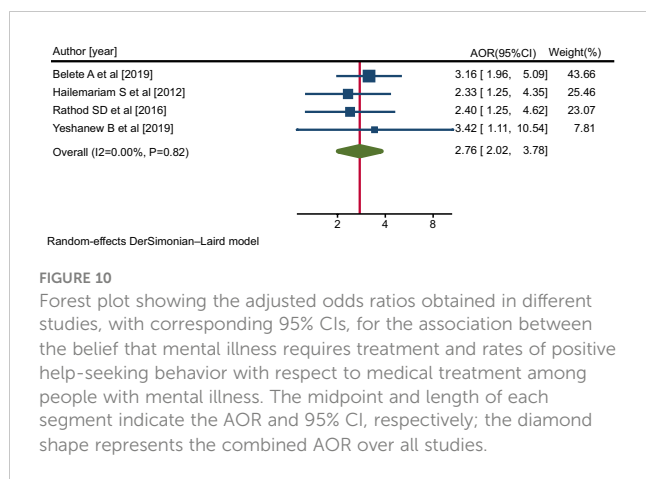 Author [year] AOR(95%CI) Weight(%)
Belete A et al [2019] 3.16 [ 1.96, 5.09] 43.66
Hailemariam S et al [2012] 2.33 [ 1.25, 4.35] 25.46
Rathod SD et al [2016] 2.40 [ 1.25, 4.62] 23.07
Yeshanew B et al [2019] 3.42 [ 1.11, 10.54] 7.81
Overall (I2=0.00%, P=0.82) 2.76 [ 2.02, 3.78]
2 4 8
Random-effects DerSimonian–Laird model
FIGURE 10
Forest plot showing the adjusted odds ratios obtained in different
studies, with corresponding 95% CIs, for the association between
the belief that mental illness requires treatment and rates of positive
help-seeking behavior with respect to medical treatment among
people with mental illness. The midpoint and length of each
segment indicate the AOR and 95% CI, respectively; the diamond
shape represents the combined AOR over all studies.